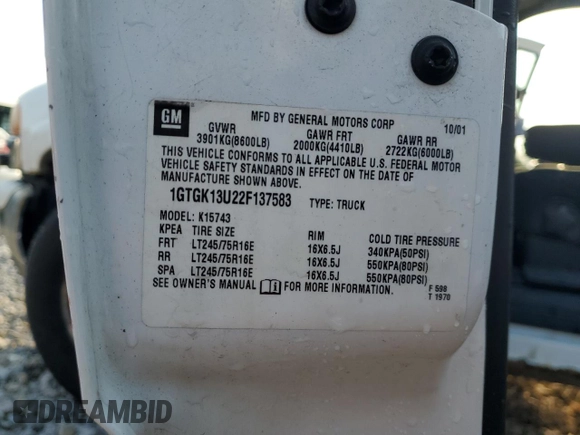 GM
MFD BY GENERAL MOTORS CORP 10/01
GVWR GAWR FRT GAWR RR
3901KG(8600LB) 2000KG(4410LB) 2722KG(6000LB)
THIS VEHICLE CONFORMS TO ALL APPLICABLE U.S. FEDERAL MOTOR
VEHICLE SAFETY STANDARDS IN EFFECT ON THE DATE OF
MANUFACTURE SHOWN ABOVE.
1GTGK13U22F137583 TYPE: TRUCK
MODEL: K15743
KPEA TIRE SIZE RIM COLD TIRE PRESSURE
FRT LT245/75R16E 16X6.5J 340KPA(50PSI)
RR LT245/75R16E 16X6.5J 550KPA(80PSI)
SPA LT245/75R16E 16X6.5J 550KPA(80PSI)
SEE OWNER'S MANUAL FOR MORE INFORMATION.
F 598
T 1970
DREAMBID